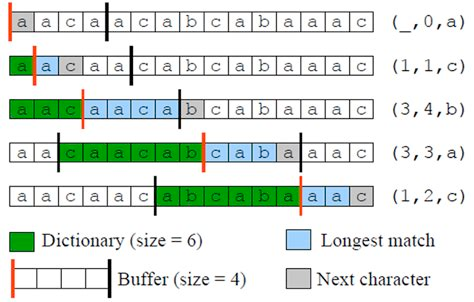 a a c a a c a b c a b a a a c (_,0,a)
a a c a a c a b c a b a a a c (1,1,c)
a a c a a c a b c a b a a a c (3,4,b)
a a c a a c a b c a b a a a c (3,3,a)
a a c a a c a b c a b a a a c (1,2,c)
Dictionary (size = 6) Longest match
Buffer (size = 4) Next character